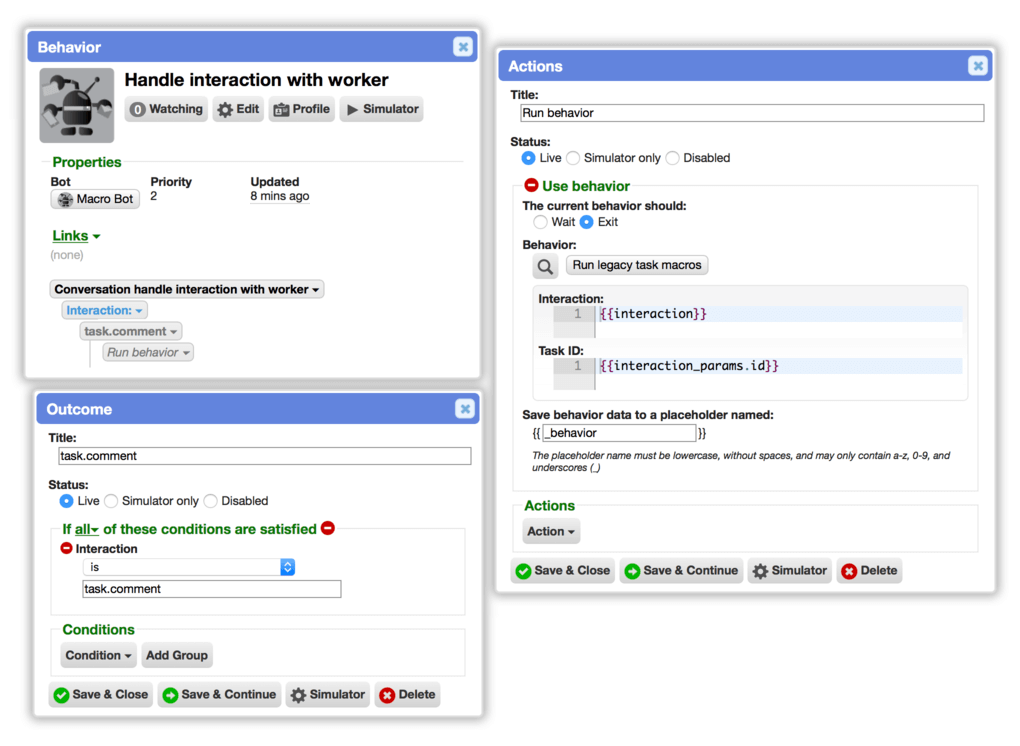 Behavior
Handle interaction with worker
0 Watching Edit Profile Simulator
Properties
Bot Priority Updated
Macro Bot 2 8 mins ago
Links
(none)
Conversation handle interaction with worker
Interaction:
task.comment
Run behavior
Outcome
Title:
task.comment
Status:
Live Simulator only Disabled
If all of these conditions are satisfied
Interaction
is
task.comment
Conditions
Condition Add Group
Save & Close Save & Continue Simulator Delete
Actions
Title:
Run behavior
Status:
Live Simulator only Disabled
Use behavior
The current behavior should:
Wait Exit
Behavior:
Run legacy task macros
Interaction:
1 {{interaction}}
Task ID:
1 {{interaction_params.id}}
Save behavior data to a placeholder named:
{{ _behavior }}
The placeholder name must be lowercase, without spaces, and may only contain a-z, 0-9, and
underscores (_)
Actions
Action
Save & Close Save & Continue Simulator Delete